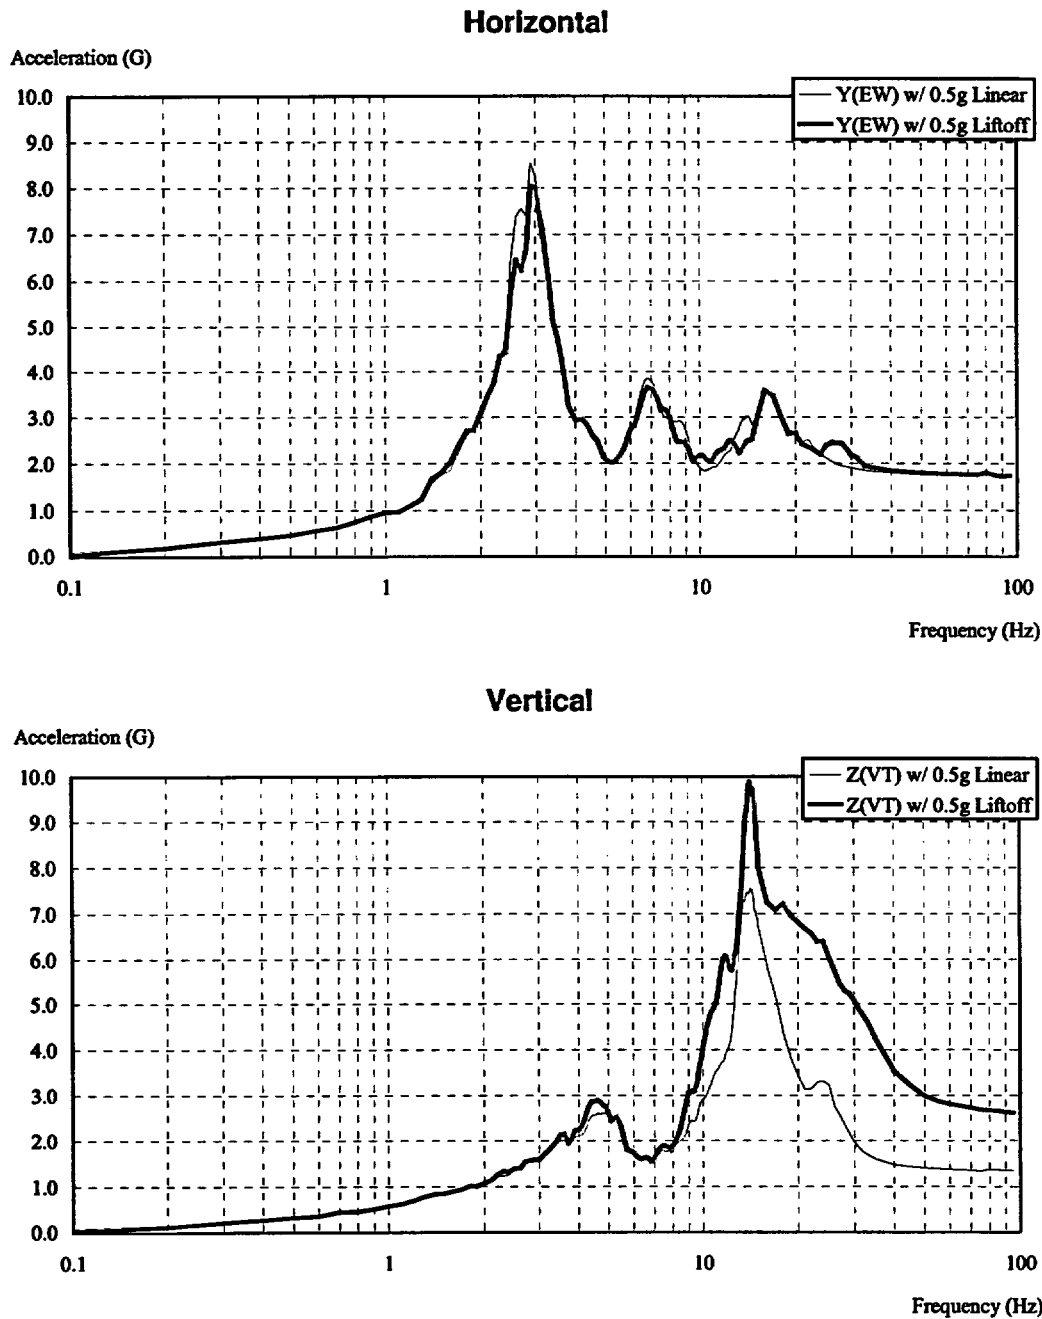 Horizontal
Acceleration (G)
Y(EW) w/ 0.5g Linear
Y(EW) w/ 0.5g Liftoff
10.0
9.0
8.0
7.0
6.0
5.0
4.0
3.0
2.0
1.0
0.0
0.1 1 10 100
Frequency (Hz)
Vertical
Acceleration (G)
Z(VT) w/ 0.5g Linear
Z(VT) w/ 0.5g Liftoff
10.0
9.0
8.0
7.0
6.0
5.0
4.0
3.0
2.0
1.0
0.0
0.1 1 10 100
Frequency (Hz)